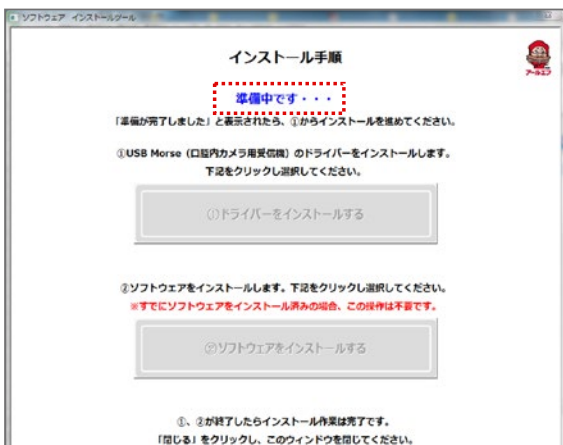 ソフトウェア インストールツール
インストール手順
アールエフ
準備中です・・・
「準備が完了しました」と表示されたら、①からインストールを進めてください。
①USB Morse（口腔内カメラ用受信機）のドライバーをインストールします。
下記をクリックし選択してください。
①ドライバーをインストールする
②ソフトウェアをインストールします。下記をクリックし選択してください。
※すでにソフトウェアをインストール済みの場合、この操作は不要です。
②ソフトウェアをインストールする
①、②が終了したらインストール作業は完了です。
「閉じる」をクリックし、このウィンドウを閉じてください。